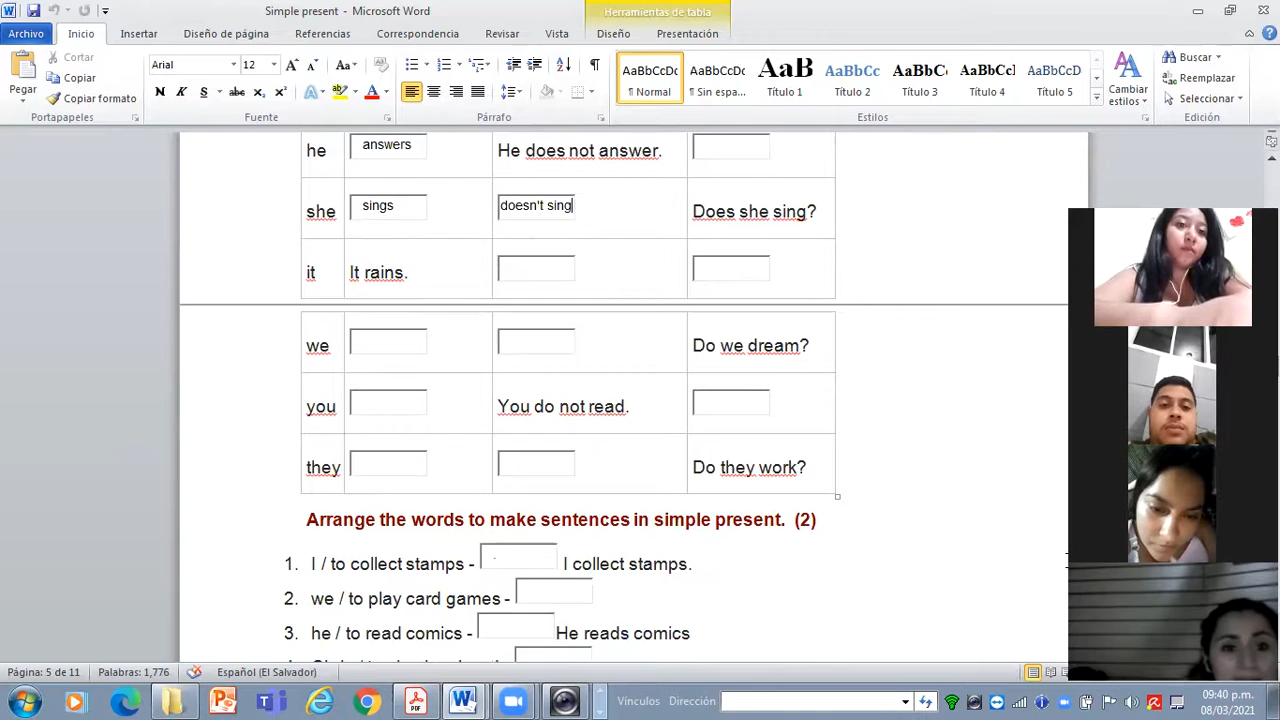 Simple present - Microsoft Word
Herramientas de tabla
Archivo
Inicio
Insertar
Diseño de página
Referencias
Correspondencia
Revisar
Vista
Diseño
Presentación
Pegar
Cortar
Copiar
Copiar formato
Portapapeles
Arial
12
Fuente
Párrafo
AaBbCcDc
¶ Normal
AaBbCcDc
¶ Sin espa...
AaB
Título 1
AaBbCc
Título 2
AaBbCc
Título 3
AaBbCcI
Título 4
AaBbCcD
Título 5
Cambiar estilos
Estilos
Buscar
Reemplazar
Seleccionar
Edición
he answers He does not answer.
she sings doesn't sing Does she sing?
it It rains.
we Do we dream?
you You do not read.
they Do they work?
Arrange the words to make sentences in simple present. (2)
1. I / to collect stamps - I collect stamps.
2. we / to play card games -
3. he / to read comics - He reads comics
Página: 5 de 11
Palabras: 1,776
Español (El Salvador)
Vínculos
Dirección
09:40 p.m.
08/03/2021